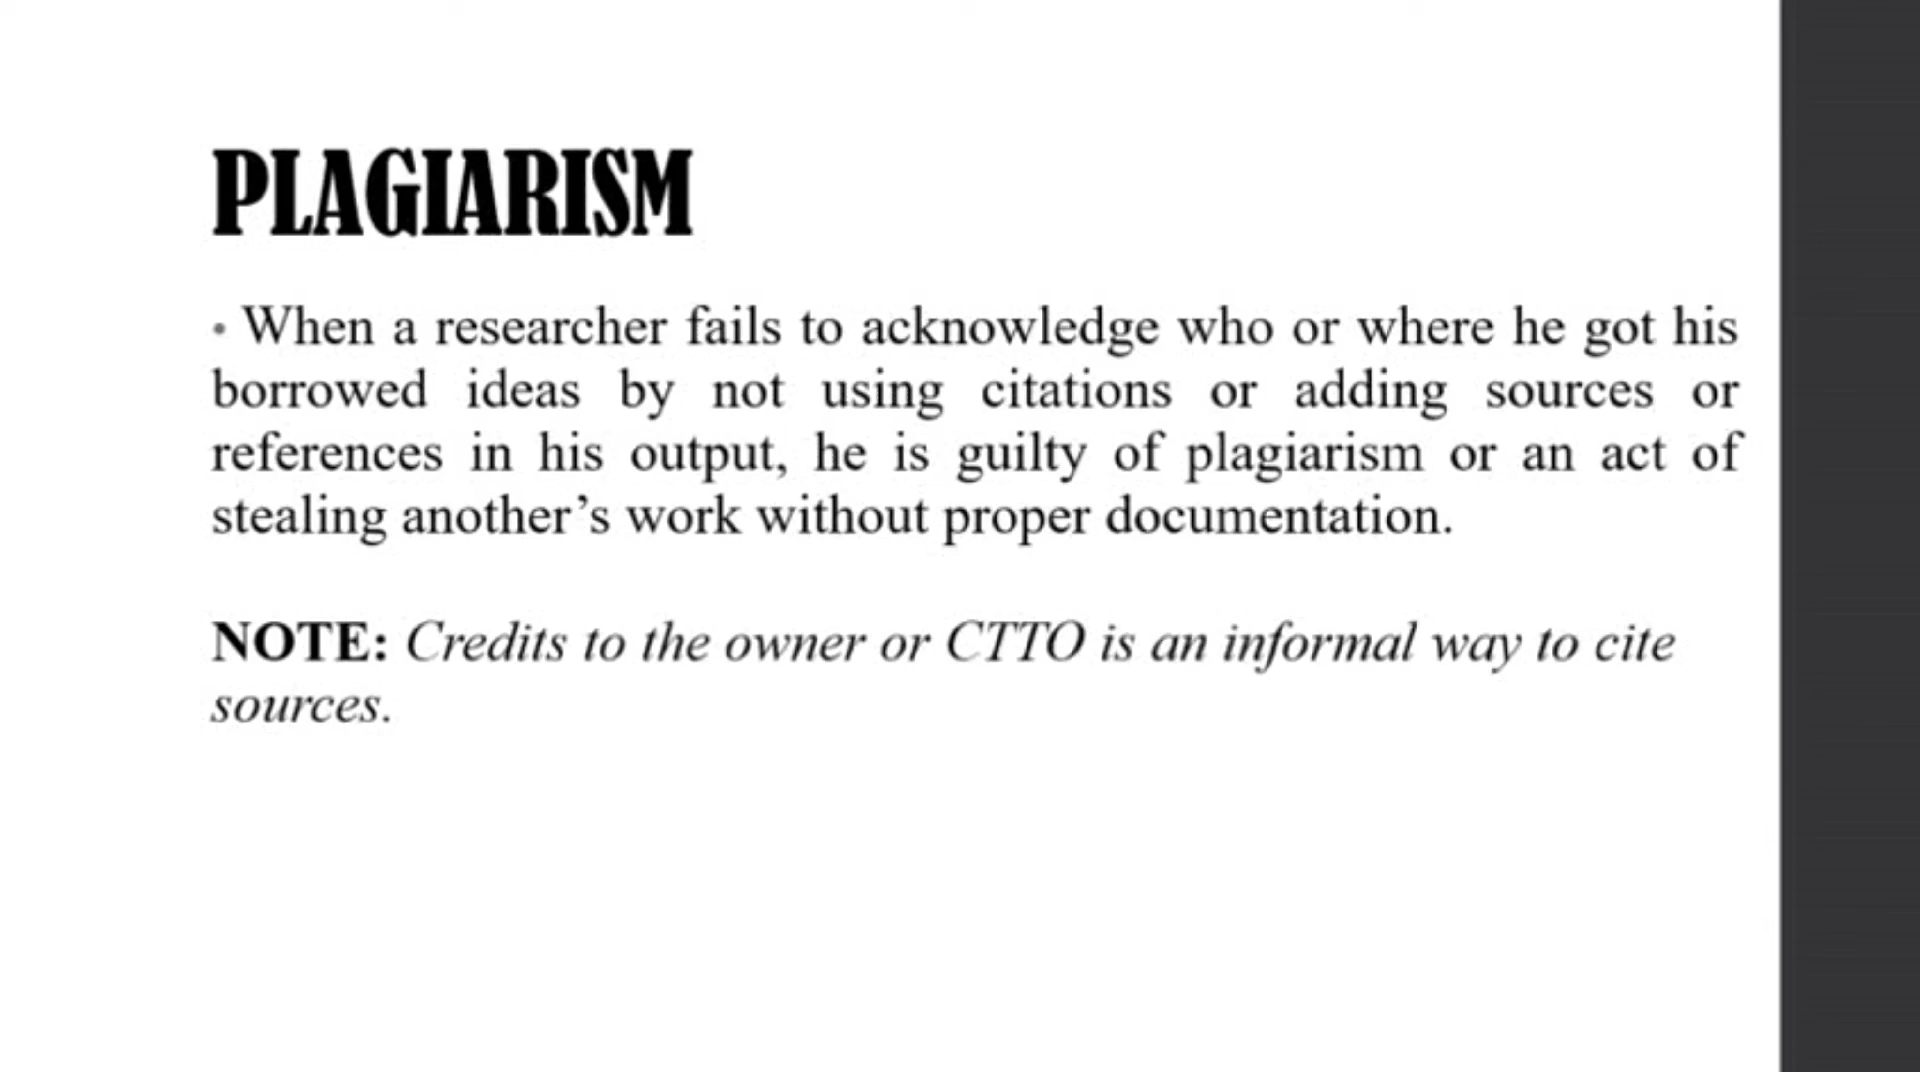 PLAGIARISM
• When a researcher fails to acknowledge who or where he got his
borrowed ideas by not using citations or adding sources or
references in his output, he is guilty of plagiarism or an act of
stealing another’s work without proper documentation.
NOTE: Credits to the owner or CTTO is an informal way to cite
sources.